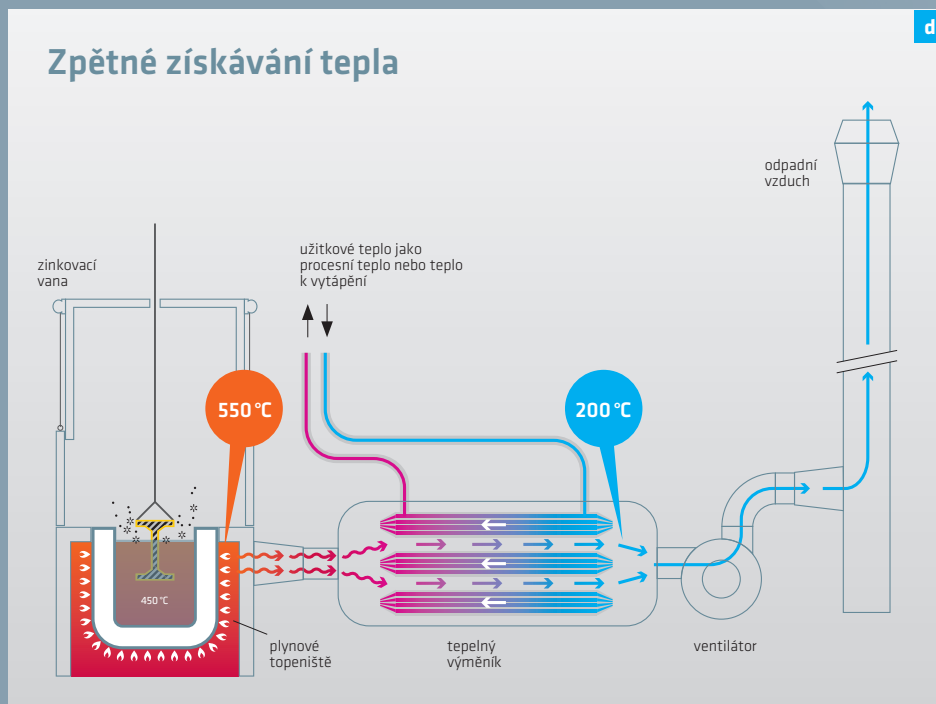 d
Zpětné získávání tepla
odpadní
vzduch
užitkové teplo jako
procesní teplo nebo teplo
k vytápění
zinkovací
vana
550 °C
200 °C
450 °C
plynové
topeniště
tepelný
výměník
ventilátor